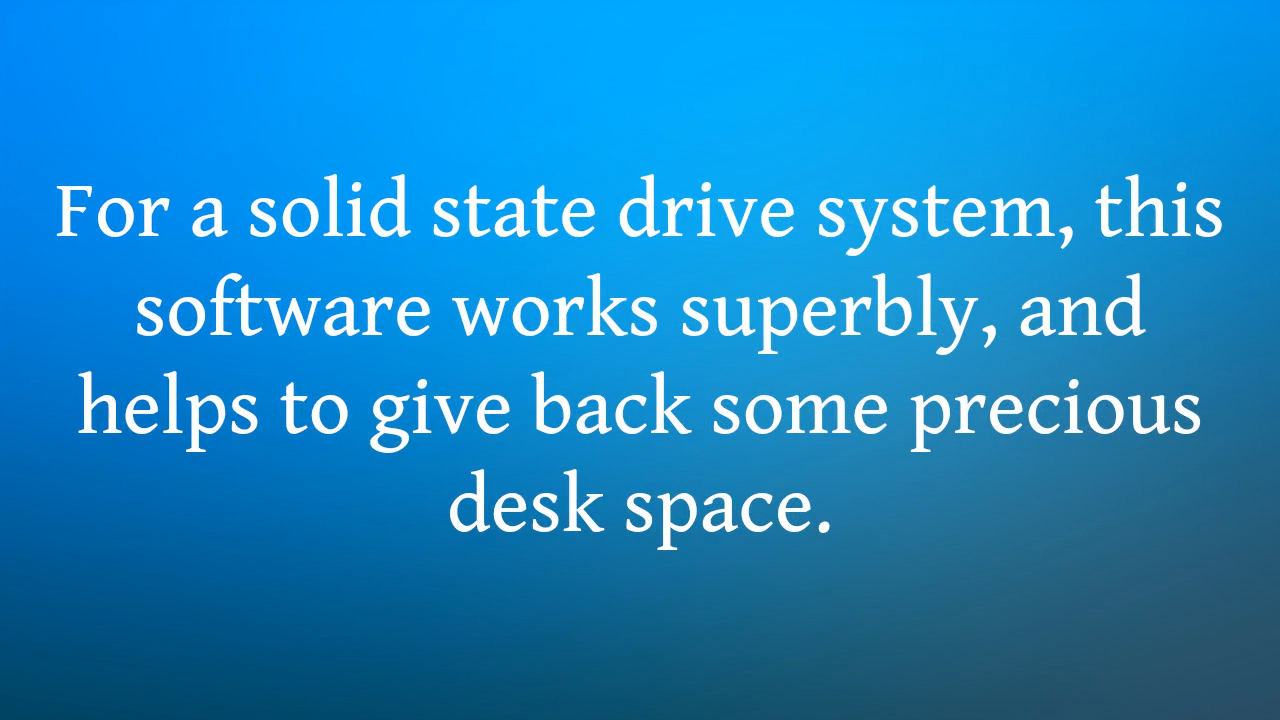 For a solid state drive system, this
software works superbly, and
helps to give back some precious
desk space.